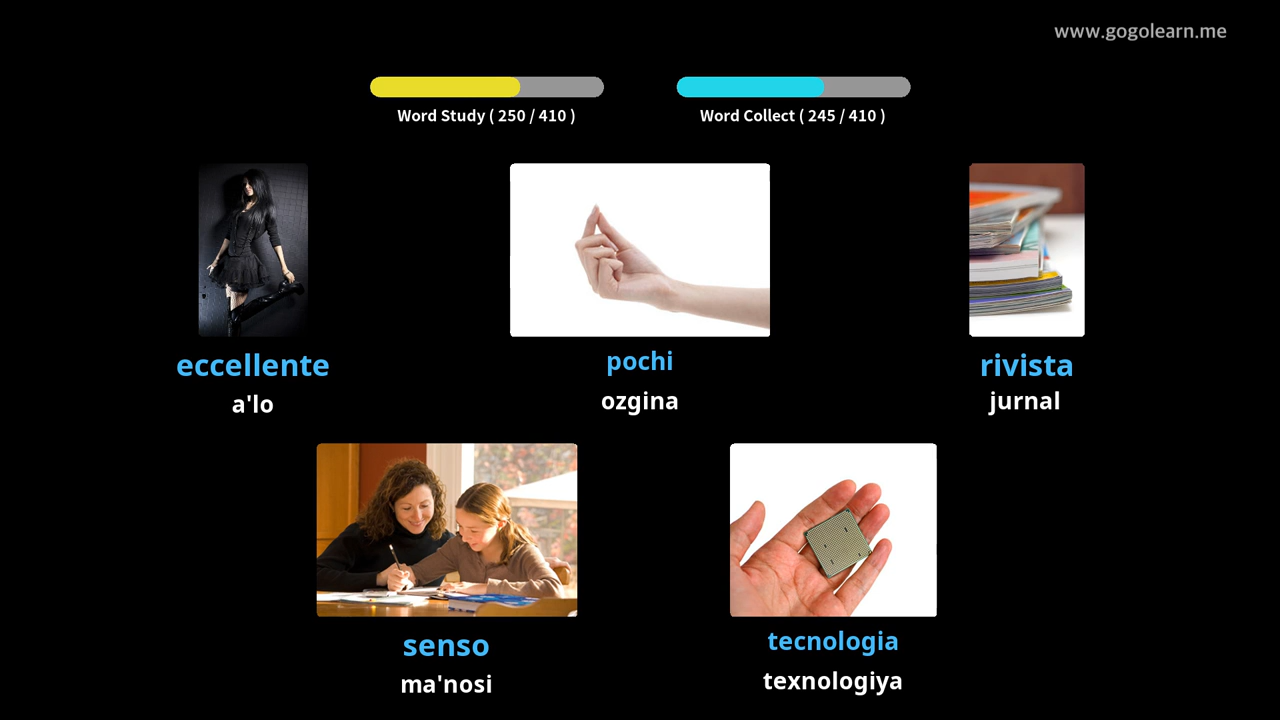 www.gogolearn.me
Word Study ( 250 / 410 )
Word Collect ( 245 / 410 )
eccellente
a'lo
pochi
ozgina
rivista
jurnal
senso
ma'nosi
tecnologia
texnologiya